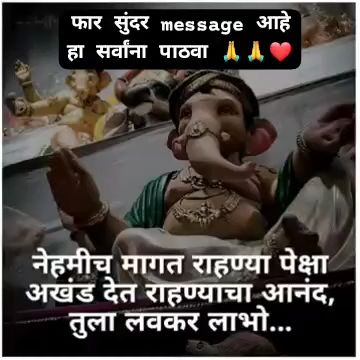 फार सुंदर message आहे
हा सर्वांना पाठवा 🙏🙏❤️
नेहमीच मागत राहण्या पेक्षा
अखंड देत राहण्याचा आनंद,
तुला लवकर लाभो...